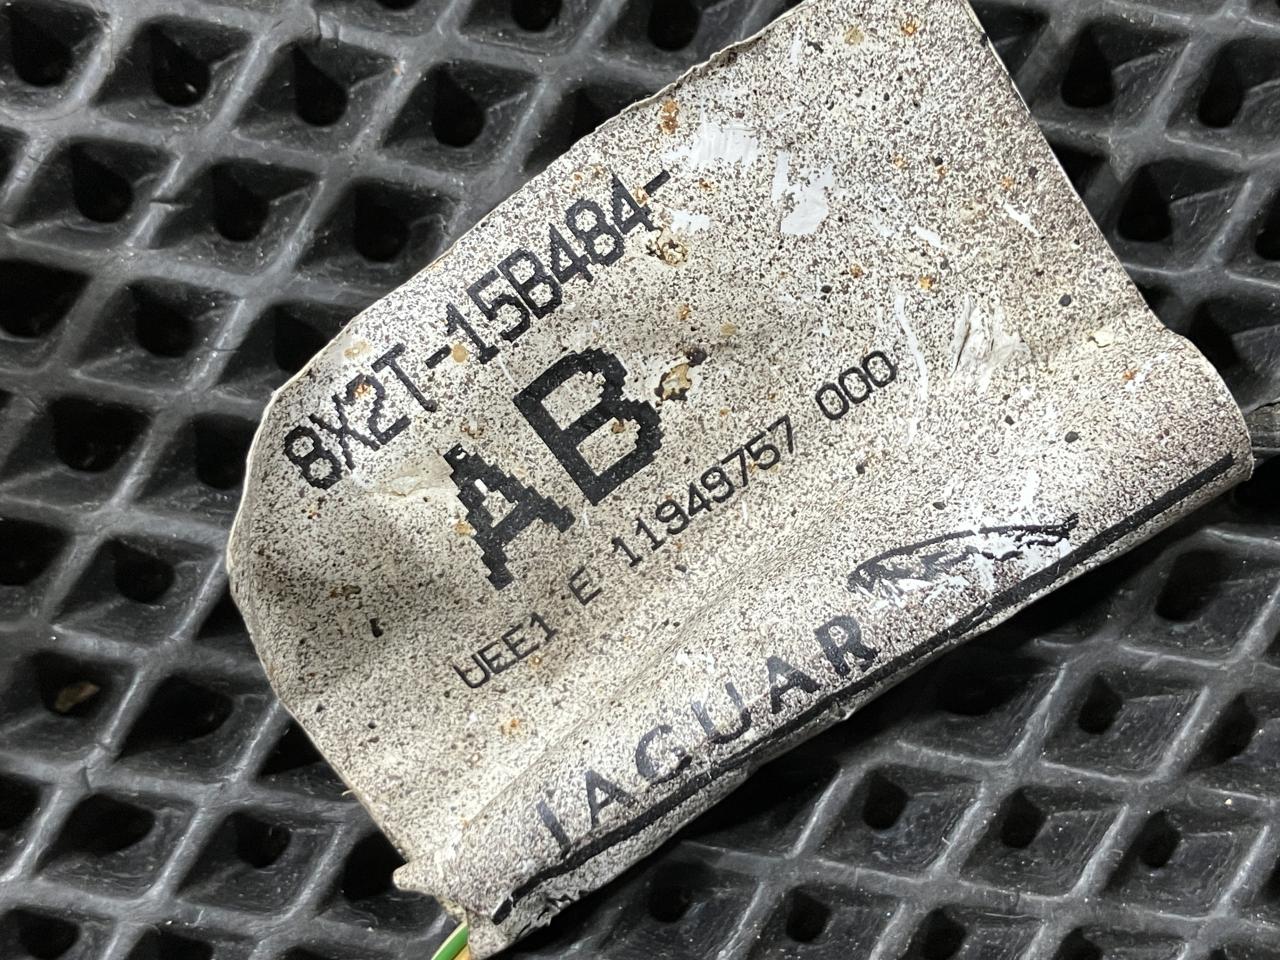 8X2T-15B484-
AB
UEE1 E 11949757 000
JAGUAR